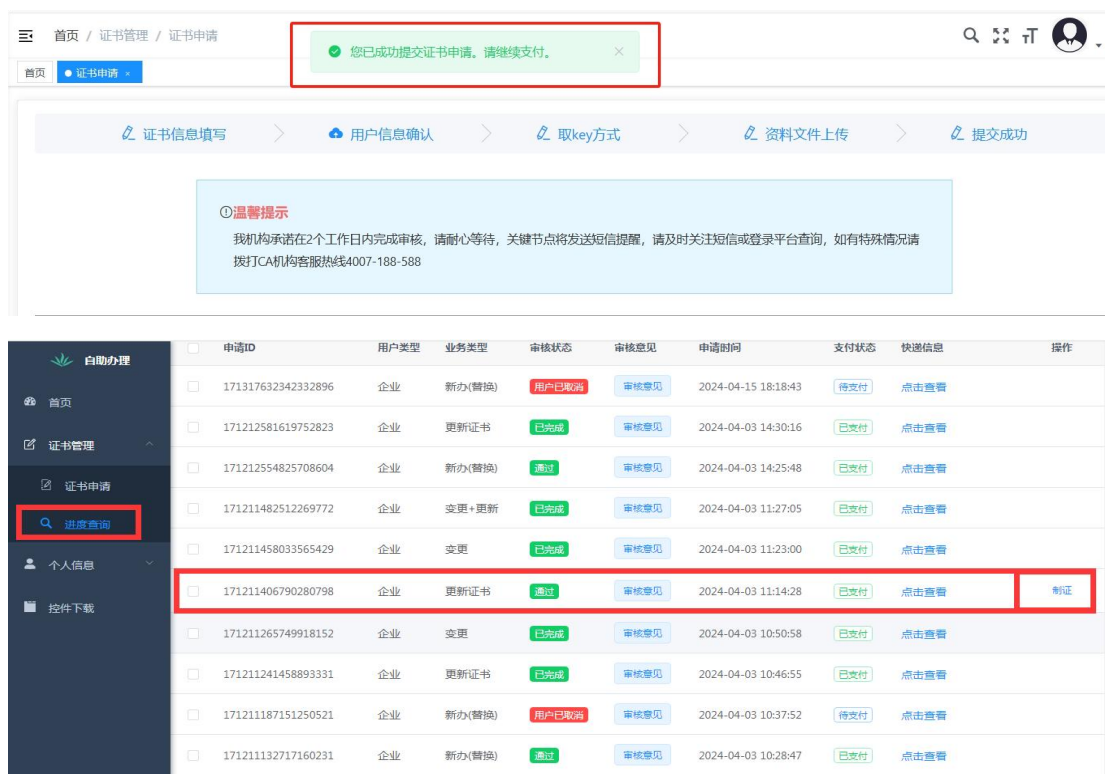 首页 / 证书管理 / 证书申请
您已成功提交证书申请。请继续支付。 ×
首页 ● 证书申请 ×
证书信息填写 用户信息确认 取key方式 资料文件上传 提交成功
温馨提示
我机构承诺在2个工作日内完成审核，请耐心等待，关键节点将发送短信提醒，请及时关注短信或登录平台查询，如有特殊情况请
拨打CA机构客服热线4007-188-588
自助办理
首页
证书管理
证书申请
进度查询
个人信息
控件下载
申请ID 用户类型 业务类型 审核状态 审核意见 申请时间 支付状态 快递信息 操作
171317632342332896 企业 新办(替换) 用户已取消 审核意见 2024-04-15 18:18:43 待支付 点击查看
171212581619752823 企业 更新证书 已完成 审核意见 2024-04-03 14:30:16 已支付 点击查看
171212554825708604 企业 新办(替换) 通过 审核意见 2024-04-03 14:25:48 已支付 点击查看
171211482512269772 企业 变更+更新 已完成 审核意见 2024-04-03 11:27:05 已支付 点击查看
171211458033565429 企业 变更 已完成 审核意见 2024-04-03 11:23:00 已支付 点击查看
171211406790280798 企业 更新证书 通过 审核意见 2024-04-03 11:14:28 已支付 点击查看 制证
171211265749918152 企业 变更 已完成 审核意见 2024-04-03 10:50:58 已支付 点击查看
171211241458893331 企业 更新证书 已完成 审核意见 2024-04-03 10:46:55 已支付 点击查看
171211187151250521 企业 新办(替换) 用户已取消 审核意见 2024-04-03 10:37:52 待支付 点击查看
171211132717160231 企业 新办(替换) 通过 审核意见 2024-04-03 10:28:47 已支付 点击查看